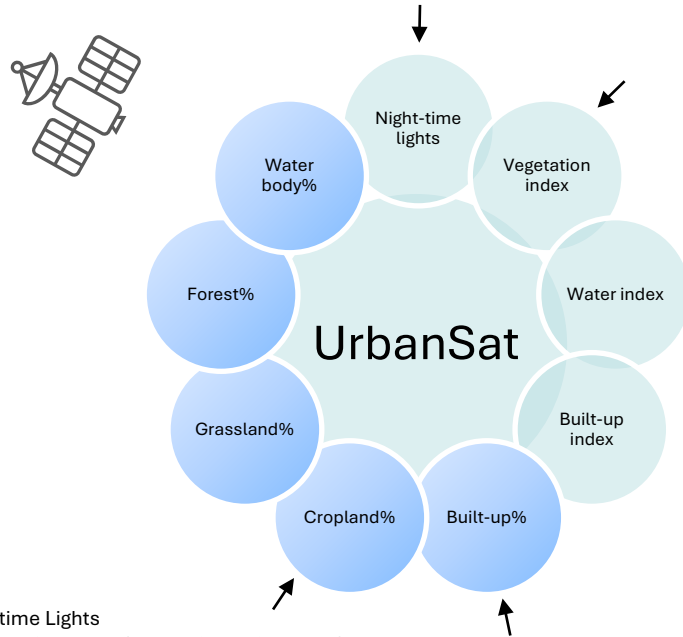 Night-time
lights
Vegetation
index
Water
body%
Water index
Forest%
UrbanSat
Built-up
index
Grassland%
Cropland%
Built-up%
time Lights